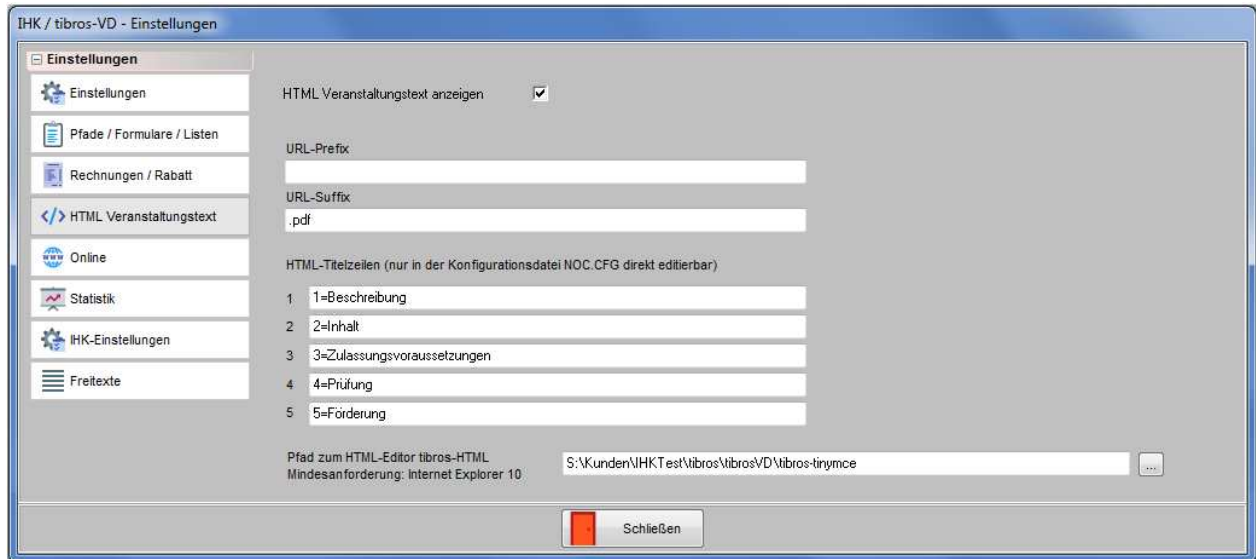 IHK / tibros-VD - Einstellungen
Einstellungen
Einstellungen
Pfade / Formulare / Listen
Rechnungen / Rabatt
</> HTML Veranstaltungstext
www Online
Statistik
IHK-Einstellungen
Freitexte
HTML Veranstaltungstext anzeigen
URL-Prefix
URL-Suffix
.pdf
HTML-Titelzeilen (nur in der Konfigurationsdatei NOC.CFG direkt editierbar)
1 1=Beschreibung
2 2=Inhalt
3 3=Zulassungsvoraussetzungen
4 4=Prüfung
5 5=Förderung
Pfad zum HTML-Editor tibros-HTML
Mindesanforderung: Internet Explorer 10
S:\Kunden\IHKTest\tibros\tibrosVD\tibros-tinymce
...
Schließen